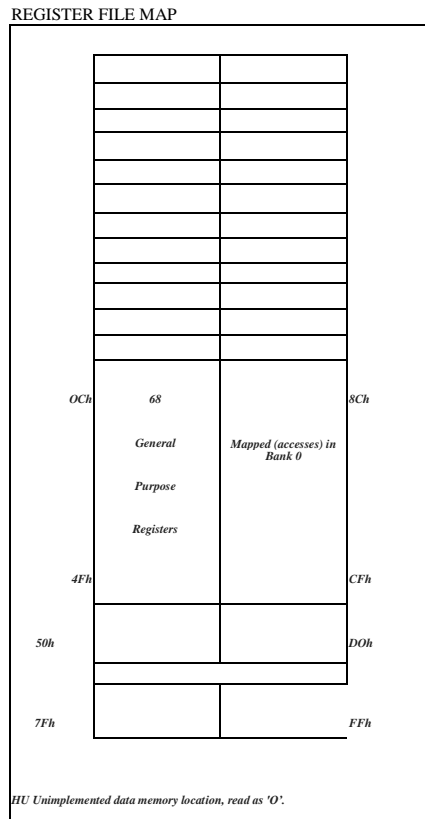 REGISTER FILE MAP
OCh 68 8Ch
General Mapped (accesses) in
Bank 0
Purpose
Registers
4Fh CFh
50h DOh
7Fh FFh
HU Unimplemented data memory location, read as 'O'.